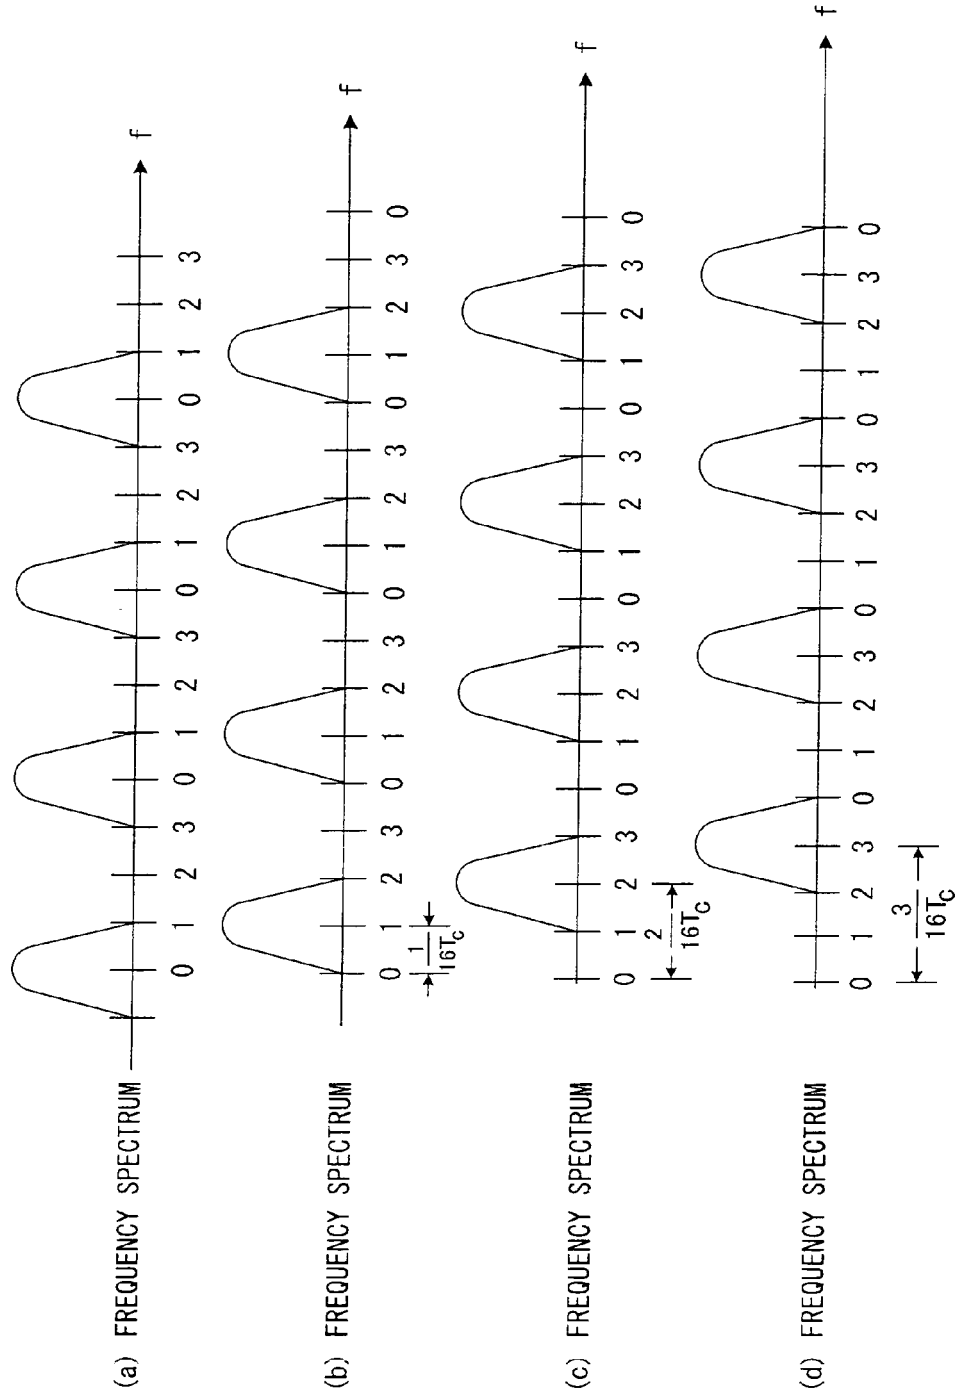 (a) FREQUENCY SPECTRUM
0 1 2 3 0 1 2 3 0 1 2 3 0 1 2 3
f
(b) FREQUENCY SPECTRUM
0 1 2 3 0 1 2 3 0 1 2 3 0 1 2 3 0
f
1
16Tc
(c) FREQUENCY SPECTRUM
0 1 2 3 0 1 2 3 0 1 2 3 0 1 2 3 0
f
2
16Tc
(d) FREQUENCY SPECTRUM
0 1 2 3 0 1 2 3 0 1 2 3 0 1 2 3 0
f
3
16Tc